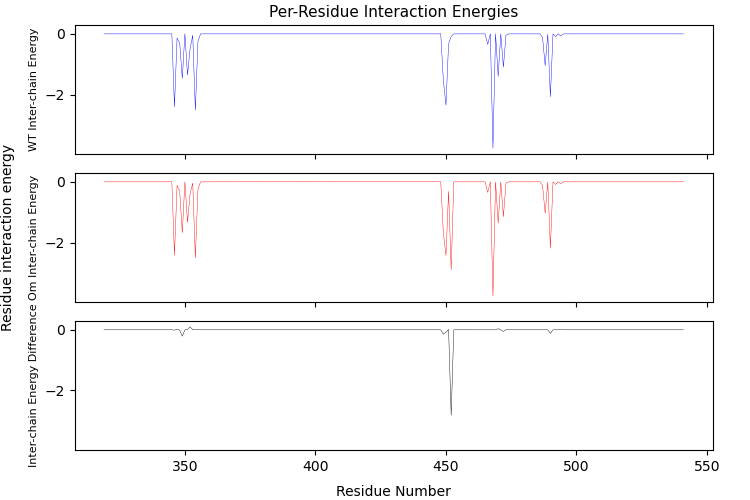 Per-Residue Interaction Energies
Residue interaction energy
WT Inter-chain Energy
0
−2
Om Inter-chain Energy
0
−2
Inter-chain Energy Difference
0
−2
350
400
450
500
550
Residue Number